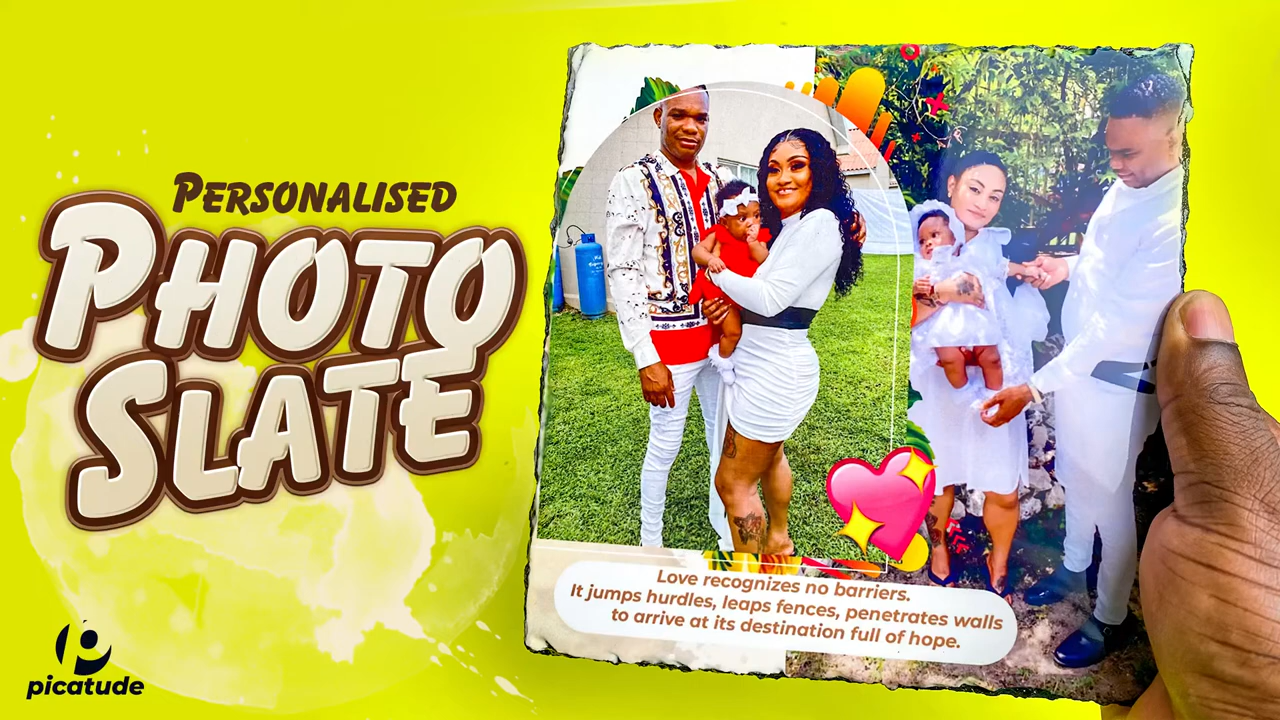 PERSONALISED
PHOTO
SLATE
Love recognizes no barriers.
It jumps hurdles, leaps fences, penetrates walls
to arrive at its destination full of hope.
picatude